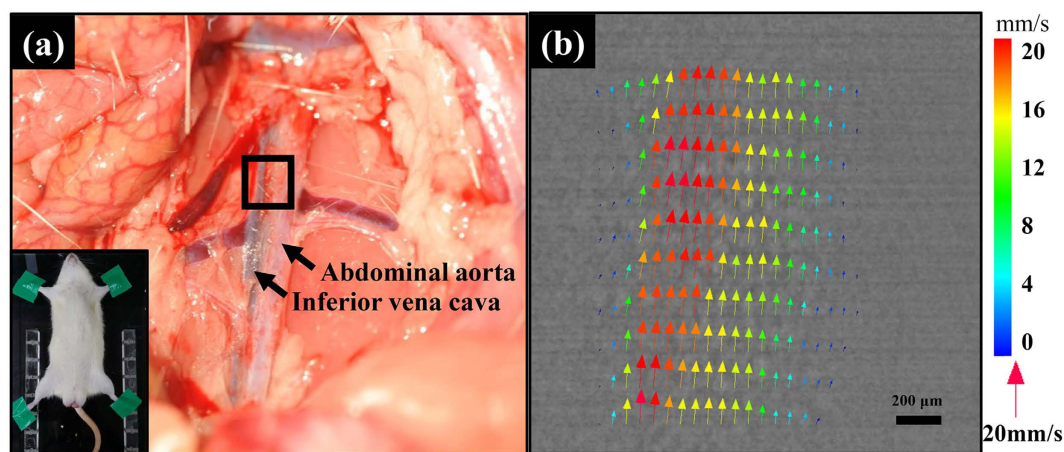 (a)
Abdominal aorta
Inferior vena cava
(b)
200 µm
mm/s
20
16
12
8
4
0
20mm/s